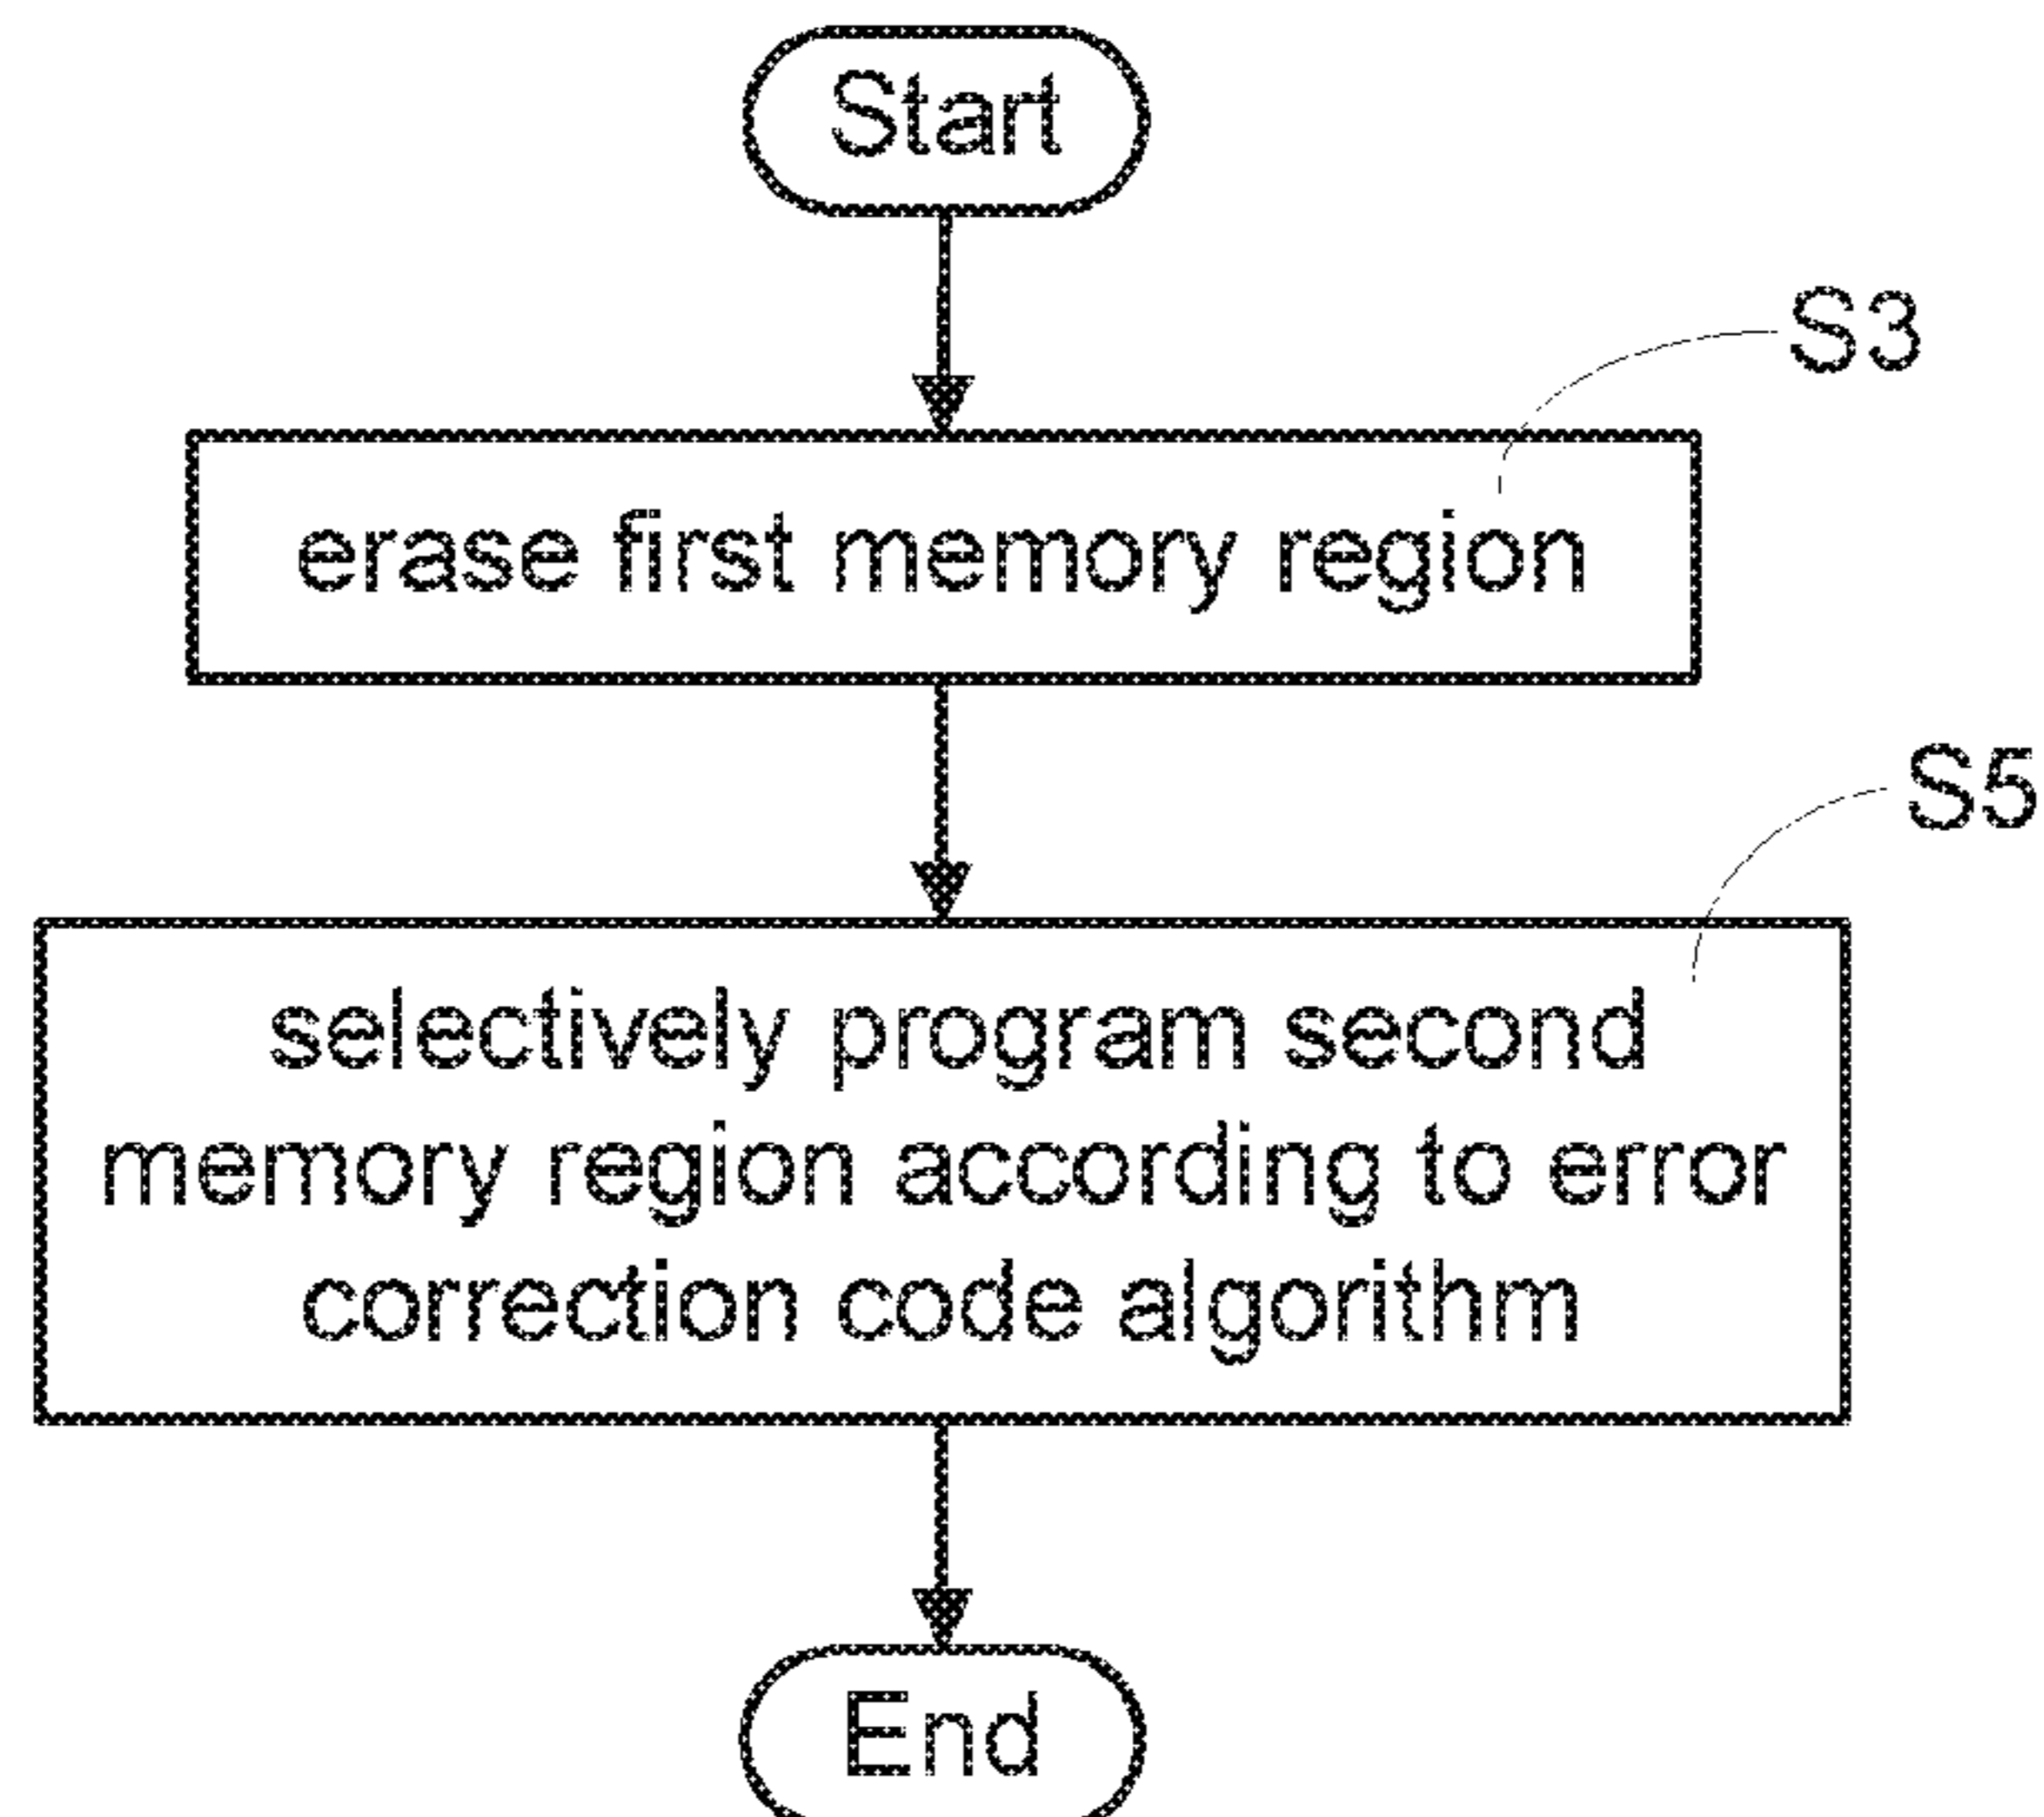 Start
S3
erase first memory region
S5
selectively program second
memory region according to error
correction code algorithm
End